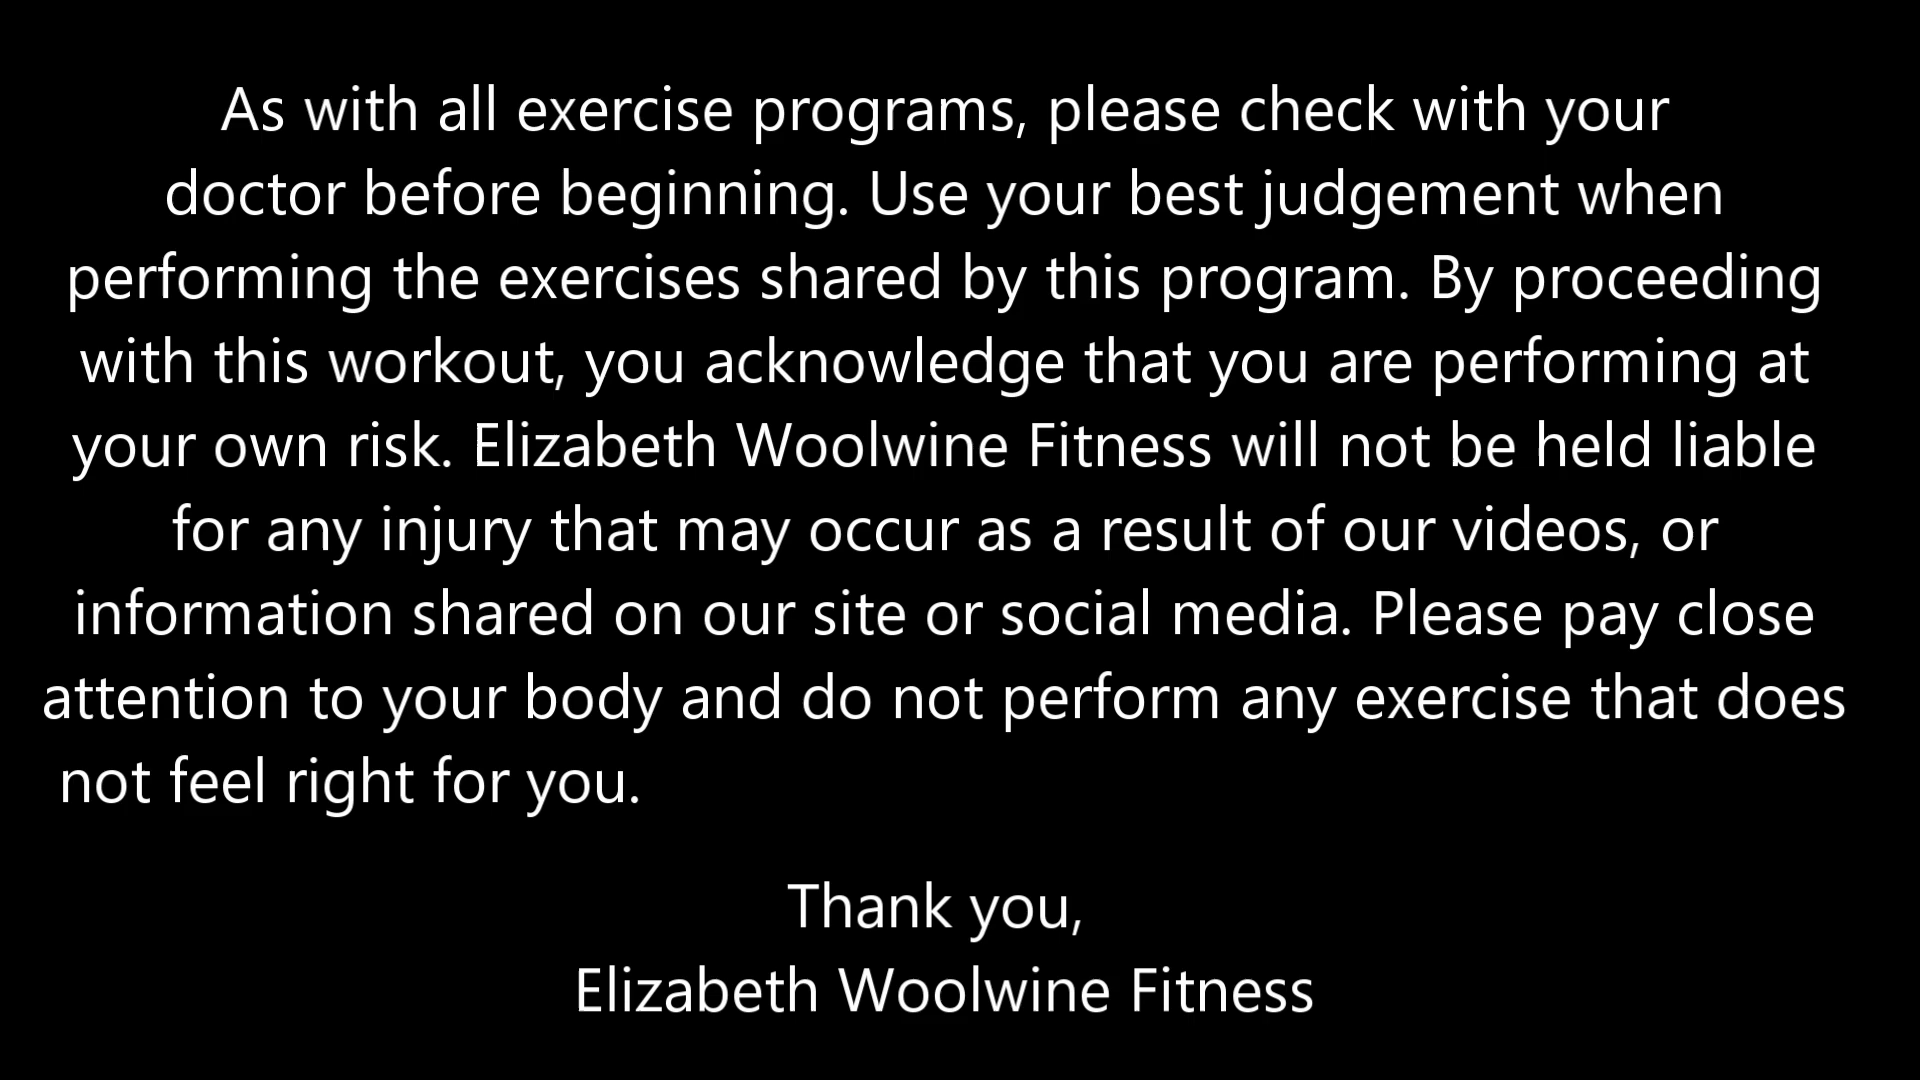 As with all exercise programs, please check with your
doctor before beginning. Use your best judgement when
performing the exercises shared by this program. By proceeding
with this workout, you acknowledge that you are performing at
your own risk. Elizabeth Woolwine Fitness will not be held liable
for any injury that may occur as a result of our videos, or
information shared on our site or social media. Please pay close
attention to your body and do not perform any exercise that does
not feel right for you.
Thank you,
Elizabeth Woolwine Fitness